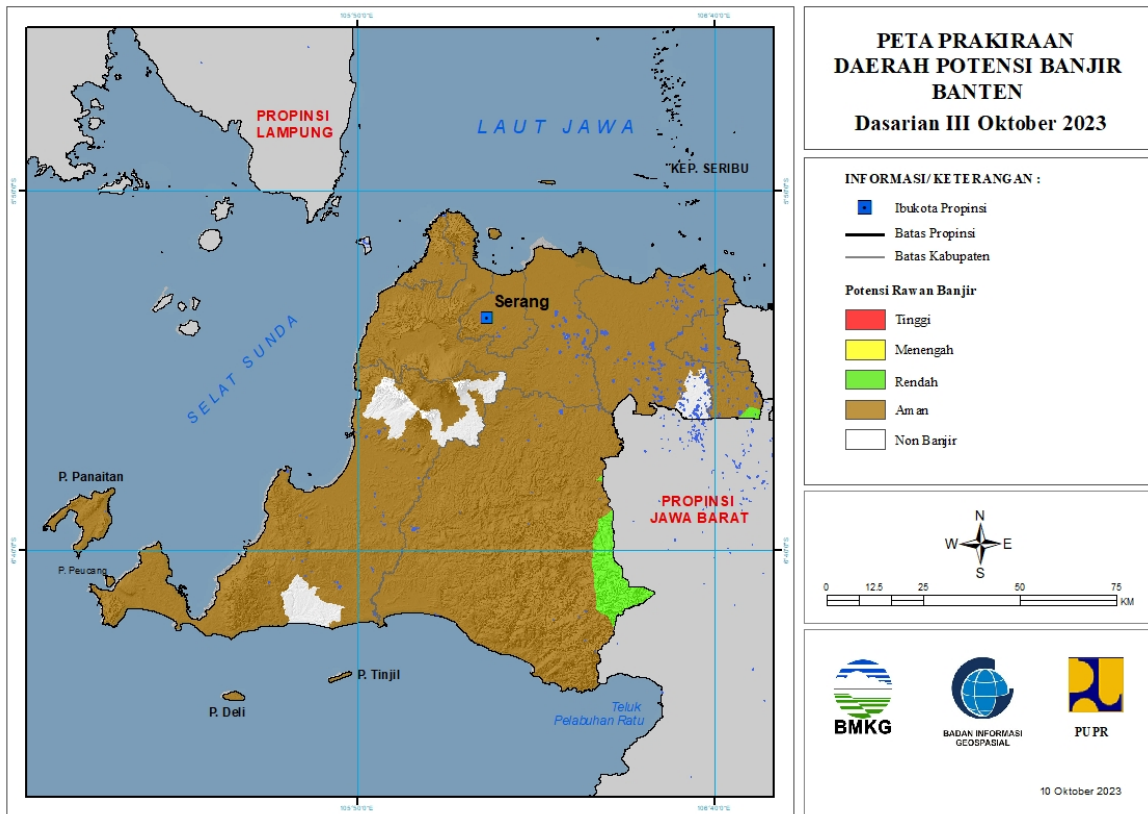 PETA PRAKIRAAN
DAERAH POTENSI BANJIR
BANTEN
Dasarian III Oktober 2023
INFORMASI/ KETERANGAN :
Ibukota Propinsi
Batas Propinsi
Batas Kabupaten
Potensi Rawan Banjir
Tinggi
Menengah
Rendah
Aman
Non Banjir
N
W E
S
0 12.5 25 50 75
KM
BMKG
BADAN INFORMASI
GEOSPASIAL
PUPR
10 Oktober 2023
PROPINSI
LAMPUNG
LAUT JAWA
KEP. SERIBU
Serang
SELAT SUNDA
P. Panaitan
P. Peucang
PROPINSI
JAWA BARAT
P. Tinjil
P. Deli
Teluk
Pelabuhan Ratu